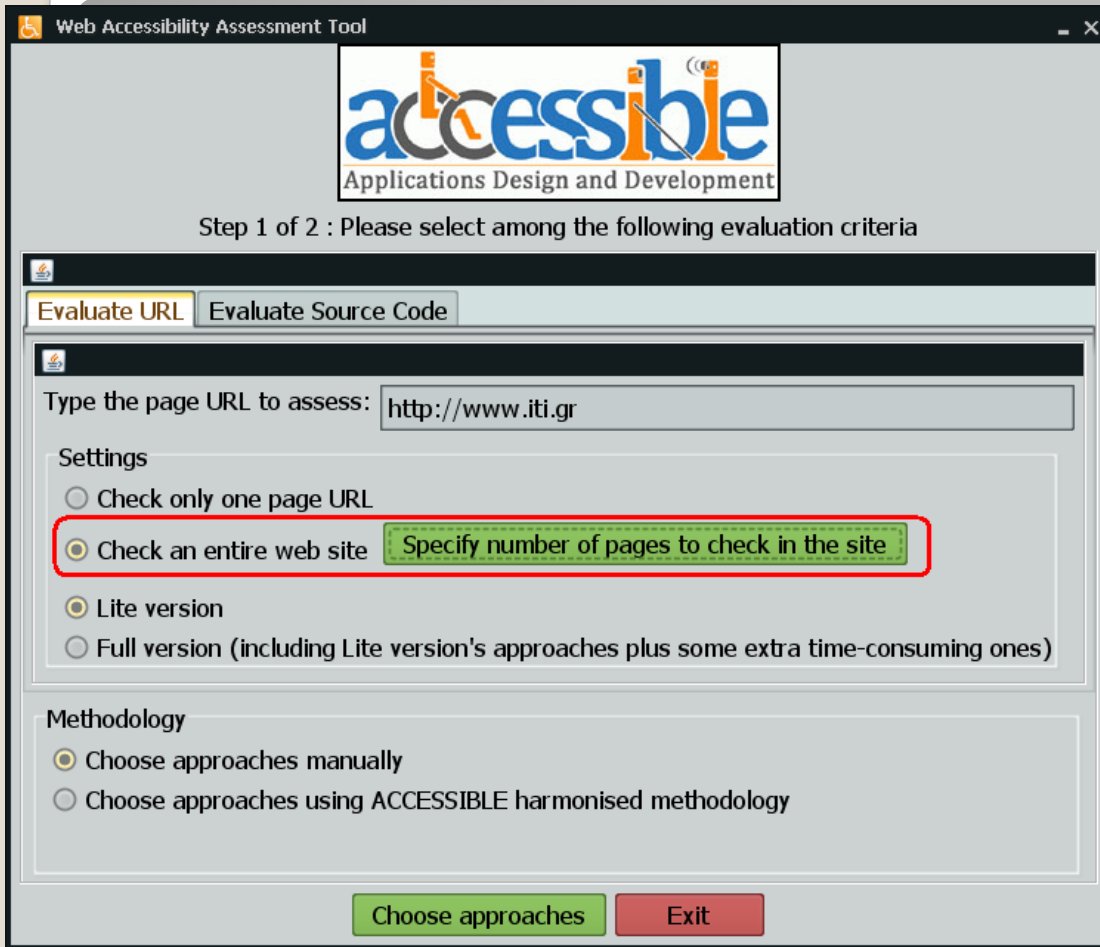 Web Accessibility Assessment Tool
accessible
Applications Design and Development
Step 1 of 2 : Please select among the following evaluation criteria
Evaluate URL Evaluate Source Code
Type the page URL to assess: http://www.iti.gr
Settings
Check only one page URL
Check an entire web site Specify number of pages to check in the site
Lite version
Full version (including Lite version's approaches plus some extra time-consuming ones)
Methodology
Choose approaches manually
Choose approaches using ACCESSIBLE harmonised methodology
Choose approaches Exit